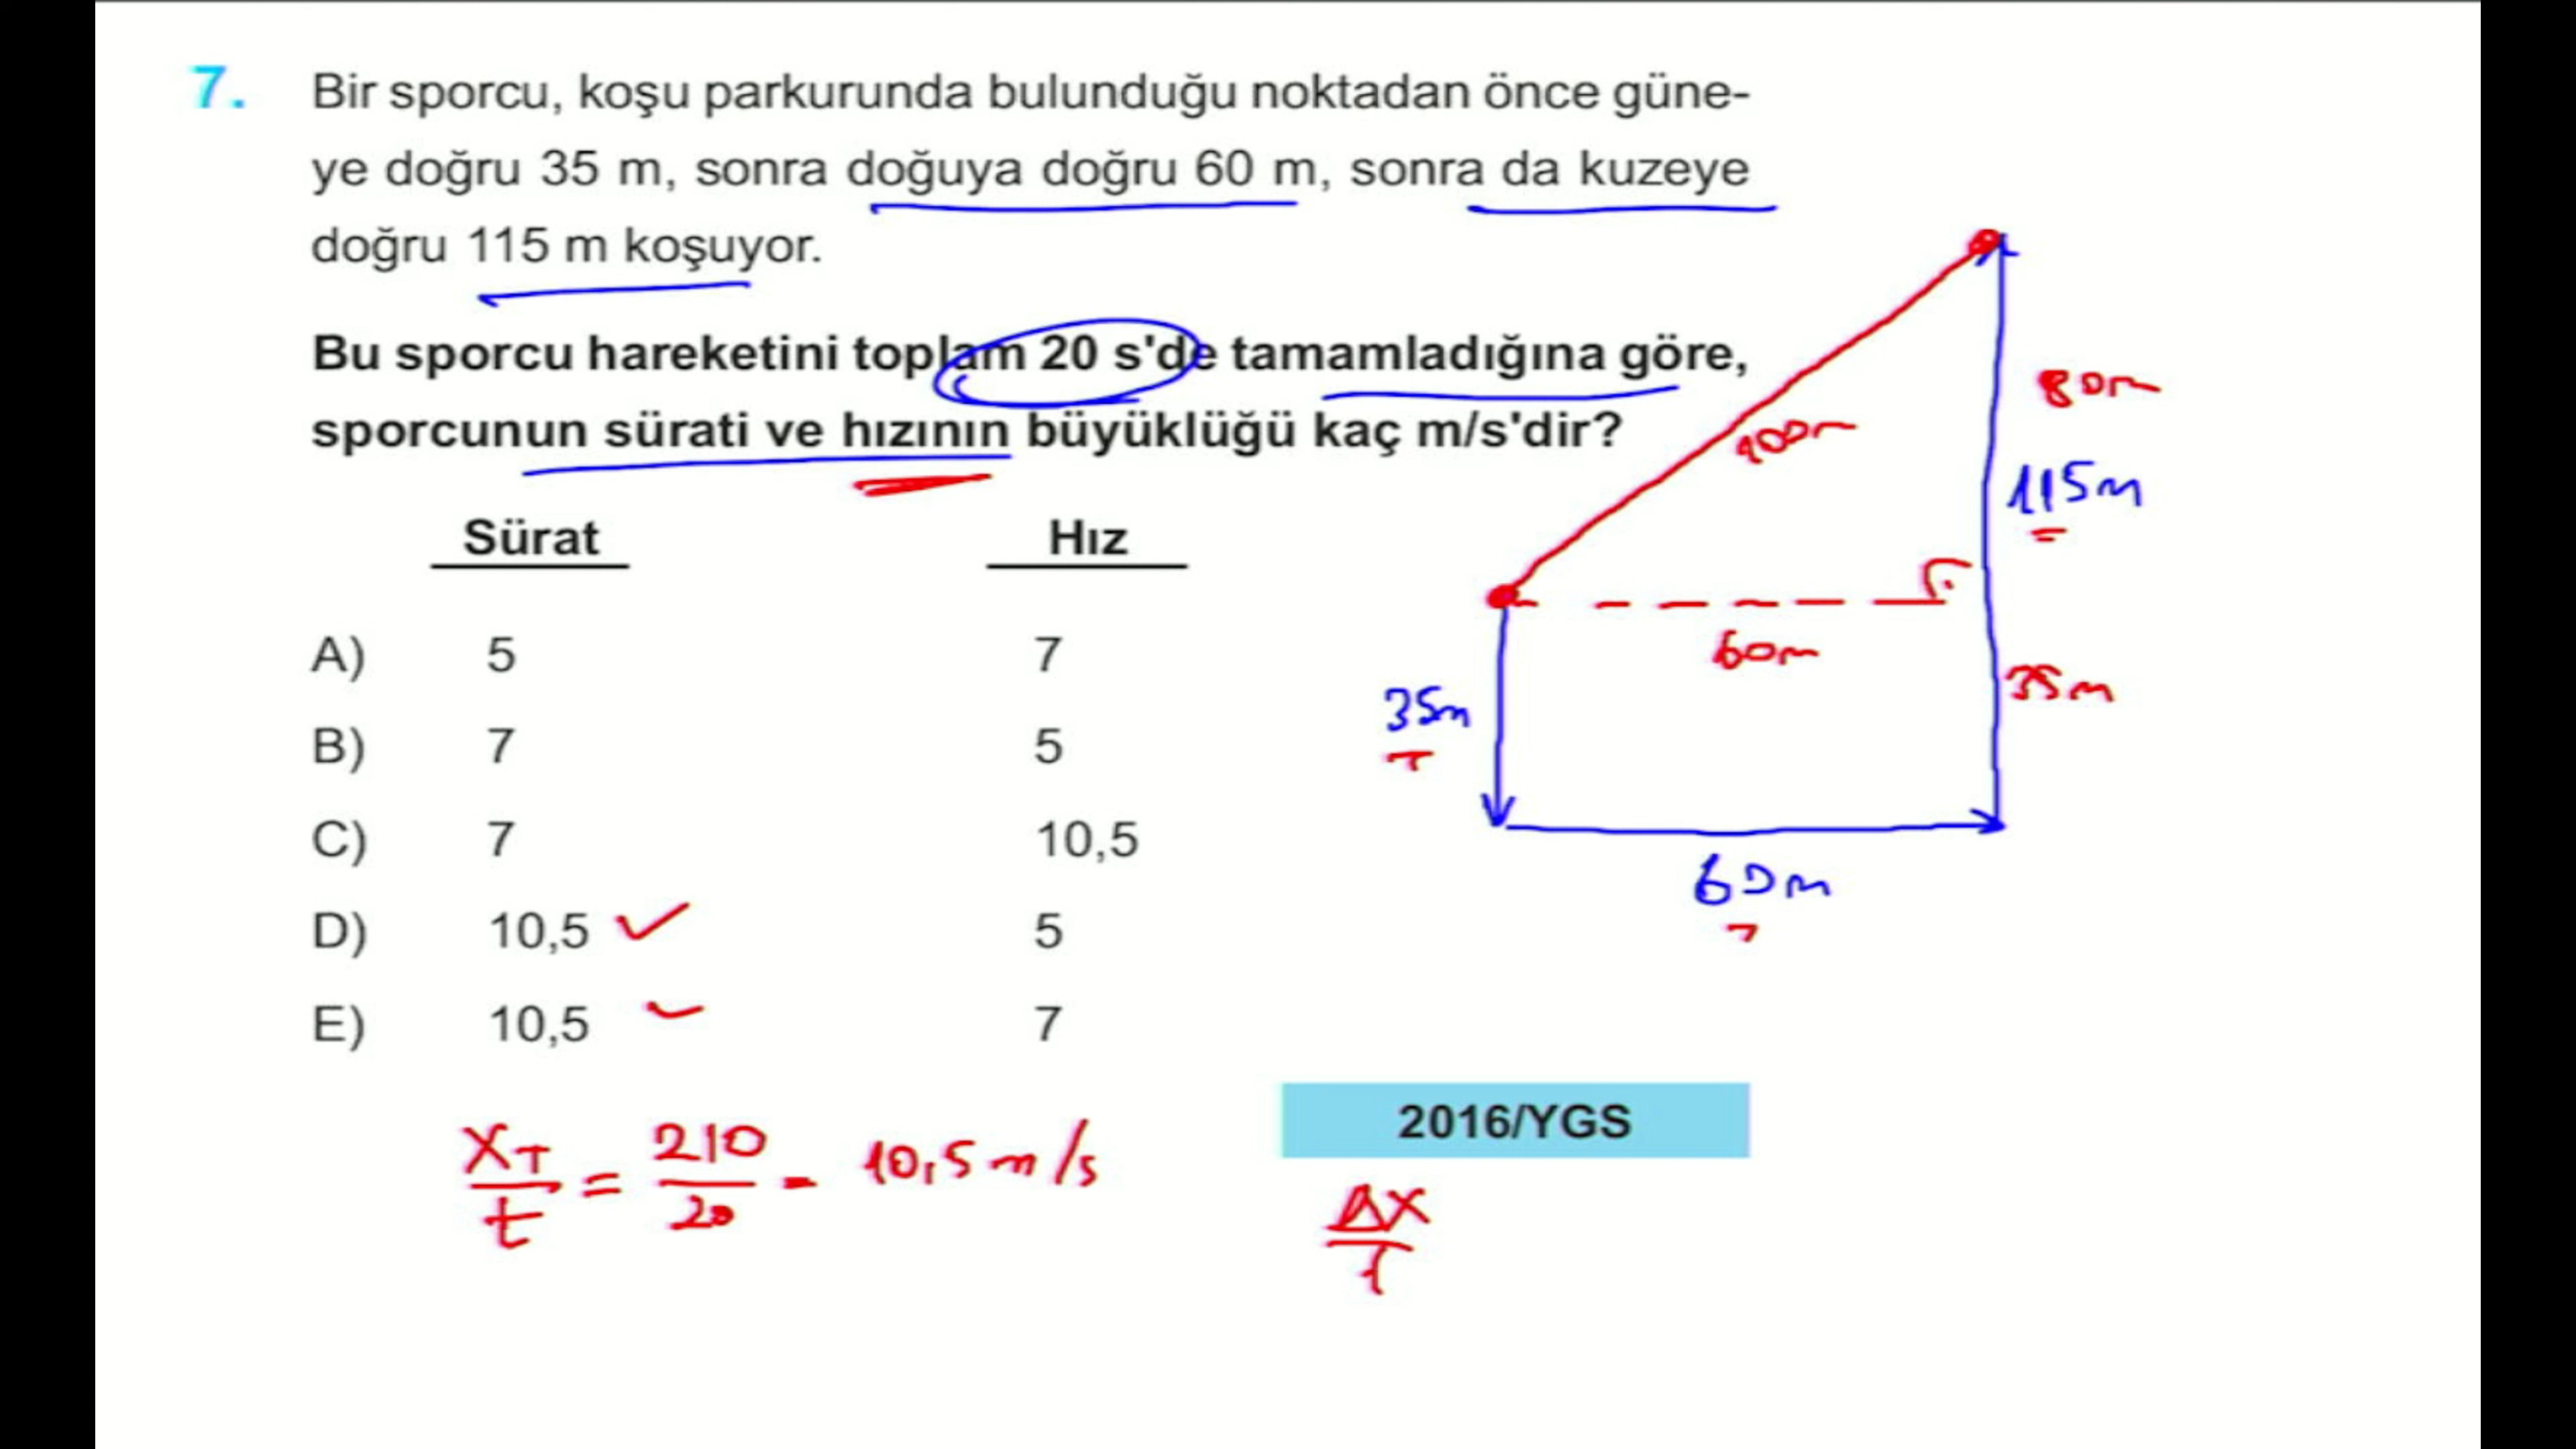 7. Bir sporcu, koşu parkurunda bulunduğu noktadan önce güne-
ye doğru 35 m, sonra doğuya doğru 60 m, sonra da kuzeye
doğru 115 m koşuyor.
Bu sporcu hareketini toplam 20 s'de tamamladığına göre,
sporcunun sürati ve hızının büyüklüğü kaç m/s'dir?
Sürat Hız
A) 5 7
B) 7 5
C) 7 10,5
D) 10,5 5
E) 10,5 7
2016/YGS
80m
100m
115m
60m
35m
35m
60m
XT/t = 210/20 = 10,5 m/s
ΔX/t